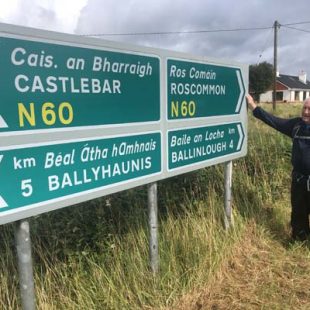 Cais. an Bharraigh
CASTLEBAR
N60
Ros Comáin
ROSCOMMON
N60
km Béal Átha hÁmhnais
5 BALLYHAUNIS
Baile an Locha km
BALLINLOUGH 4